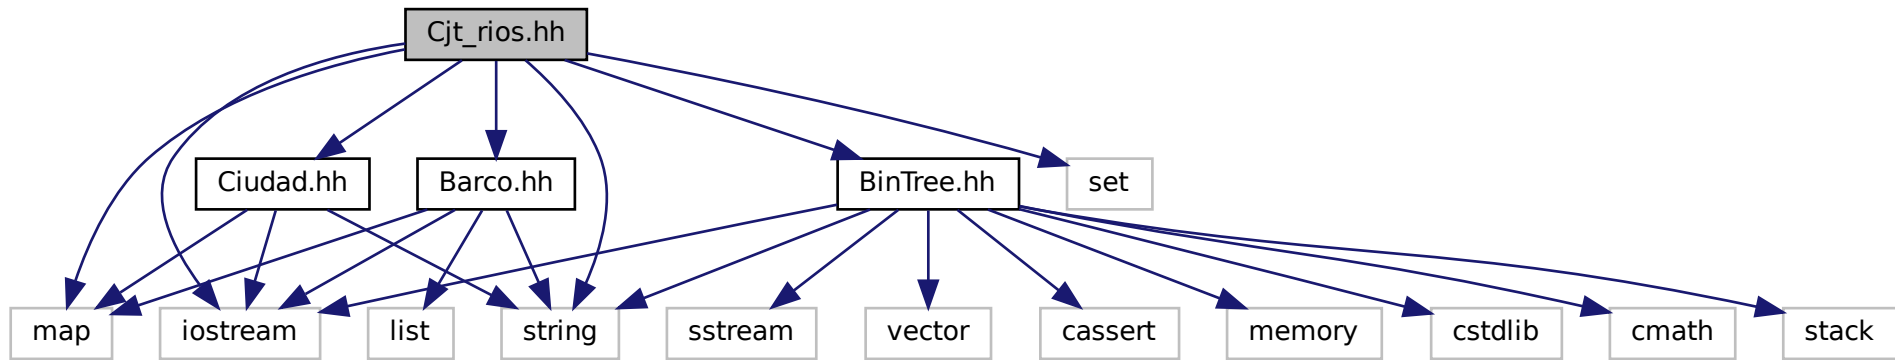 Cjt_rios.hh
Ciudad.hh
Barco.hh
BinTree.hh
set
map
iostream
list
string
sstream
vector
cassert
memory
cstdlib
cmath
stack